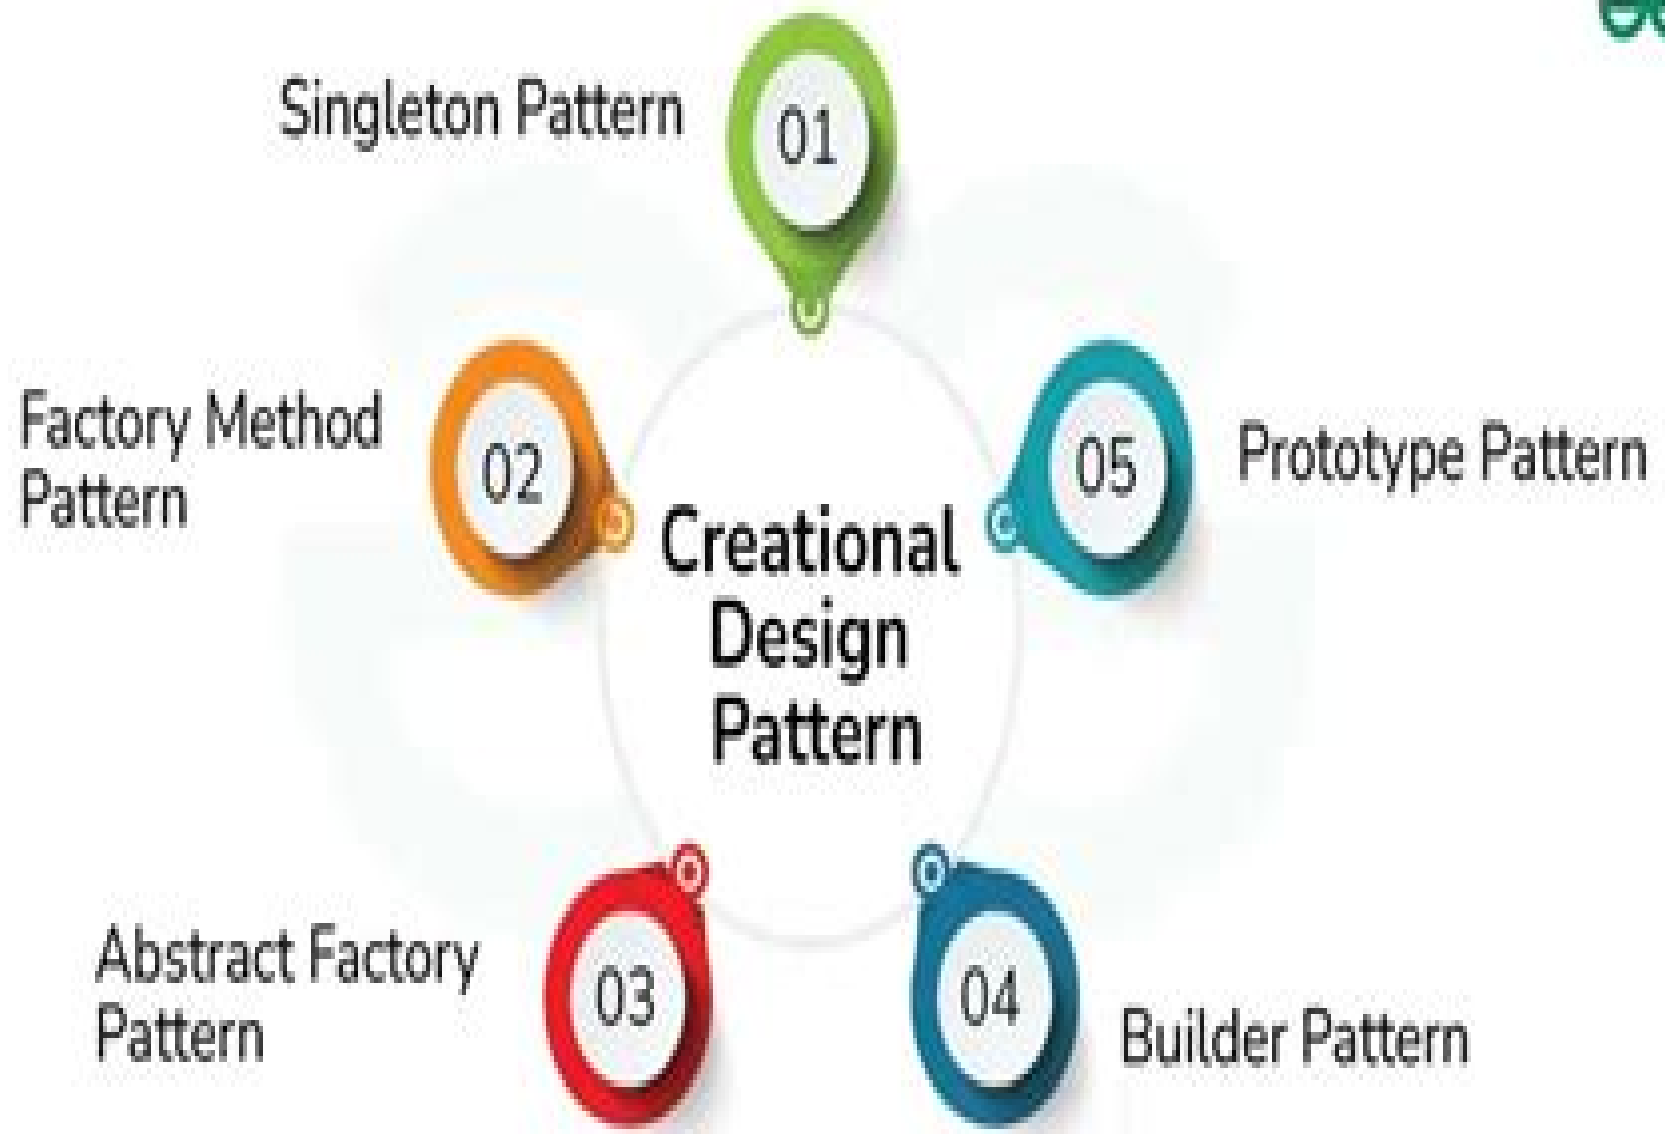 Singleton Pattern
01
Factory Method
Pattern
02
Creational
Design
Pattern
05
Prototype Pattern
Abstract Factory
Pattern
03
04
Builder Pattern